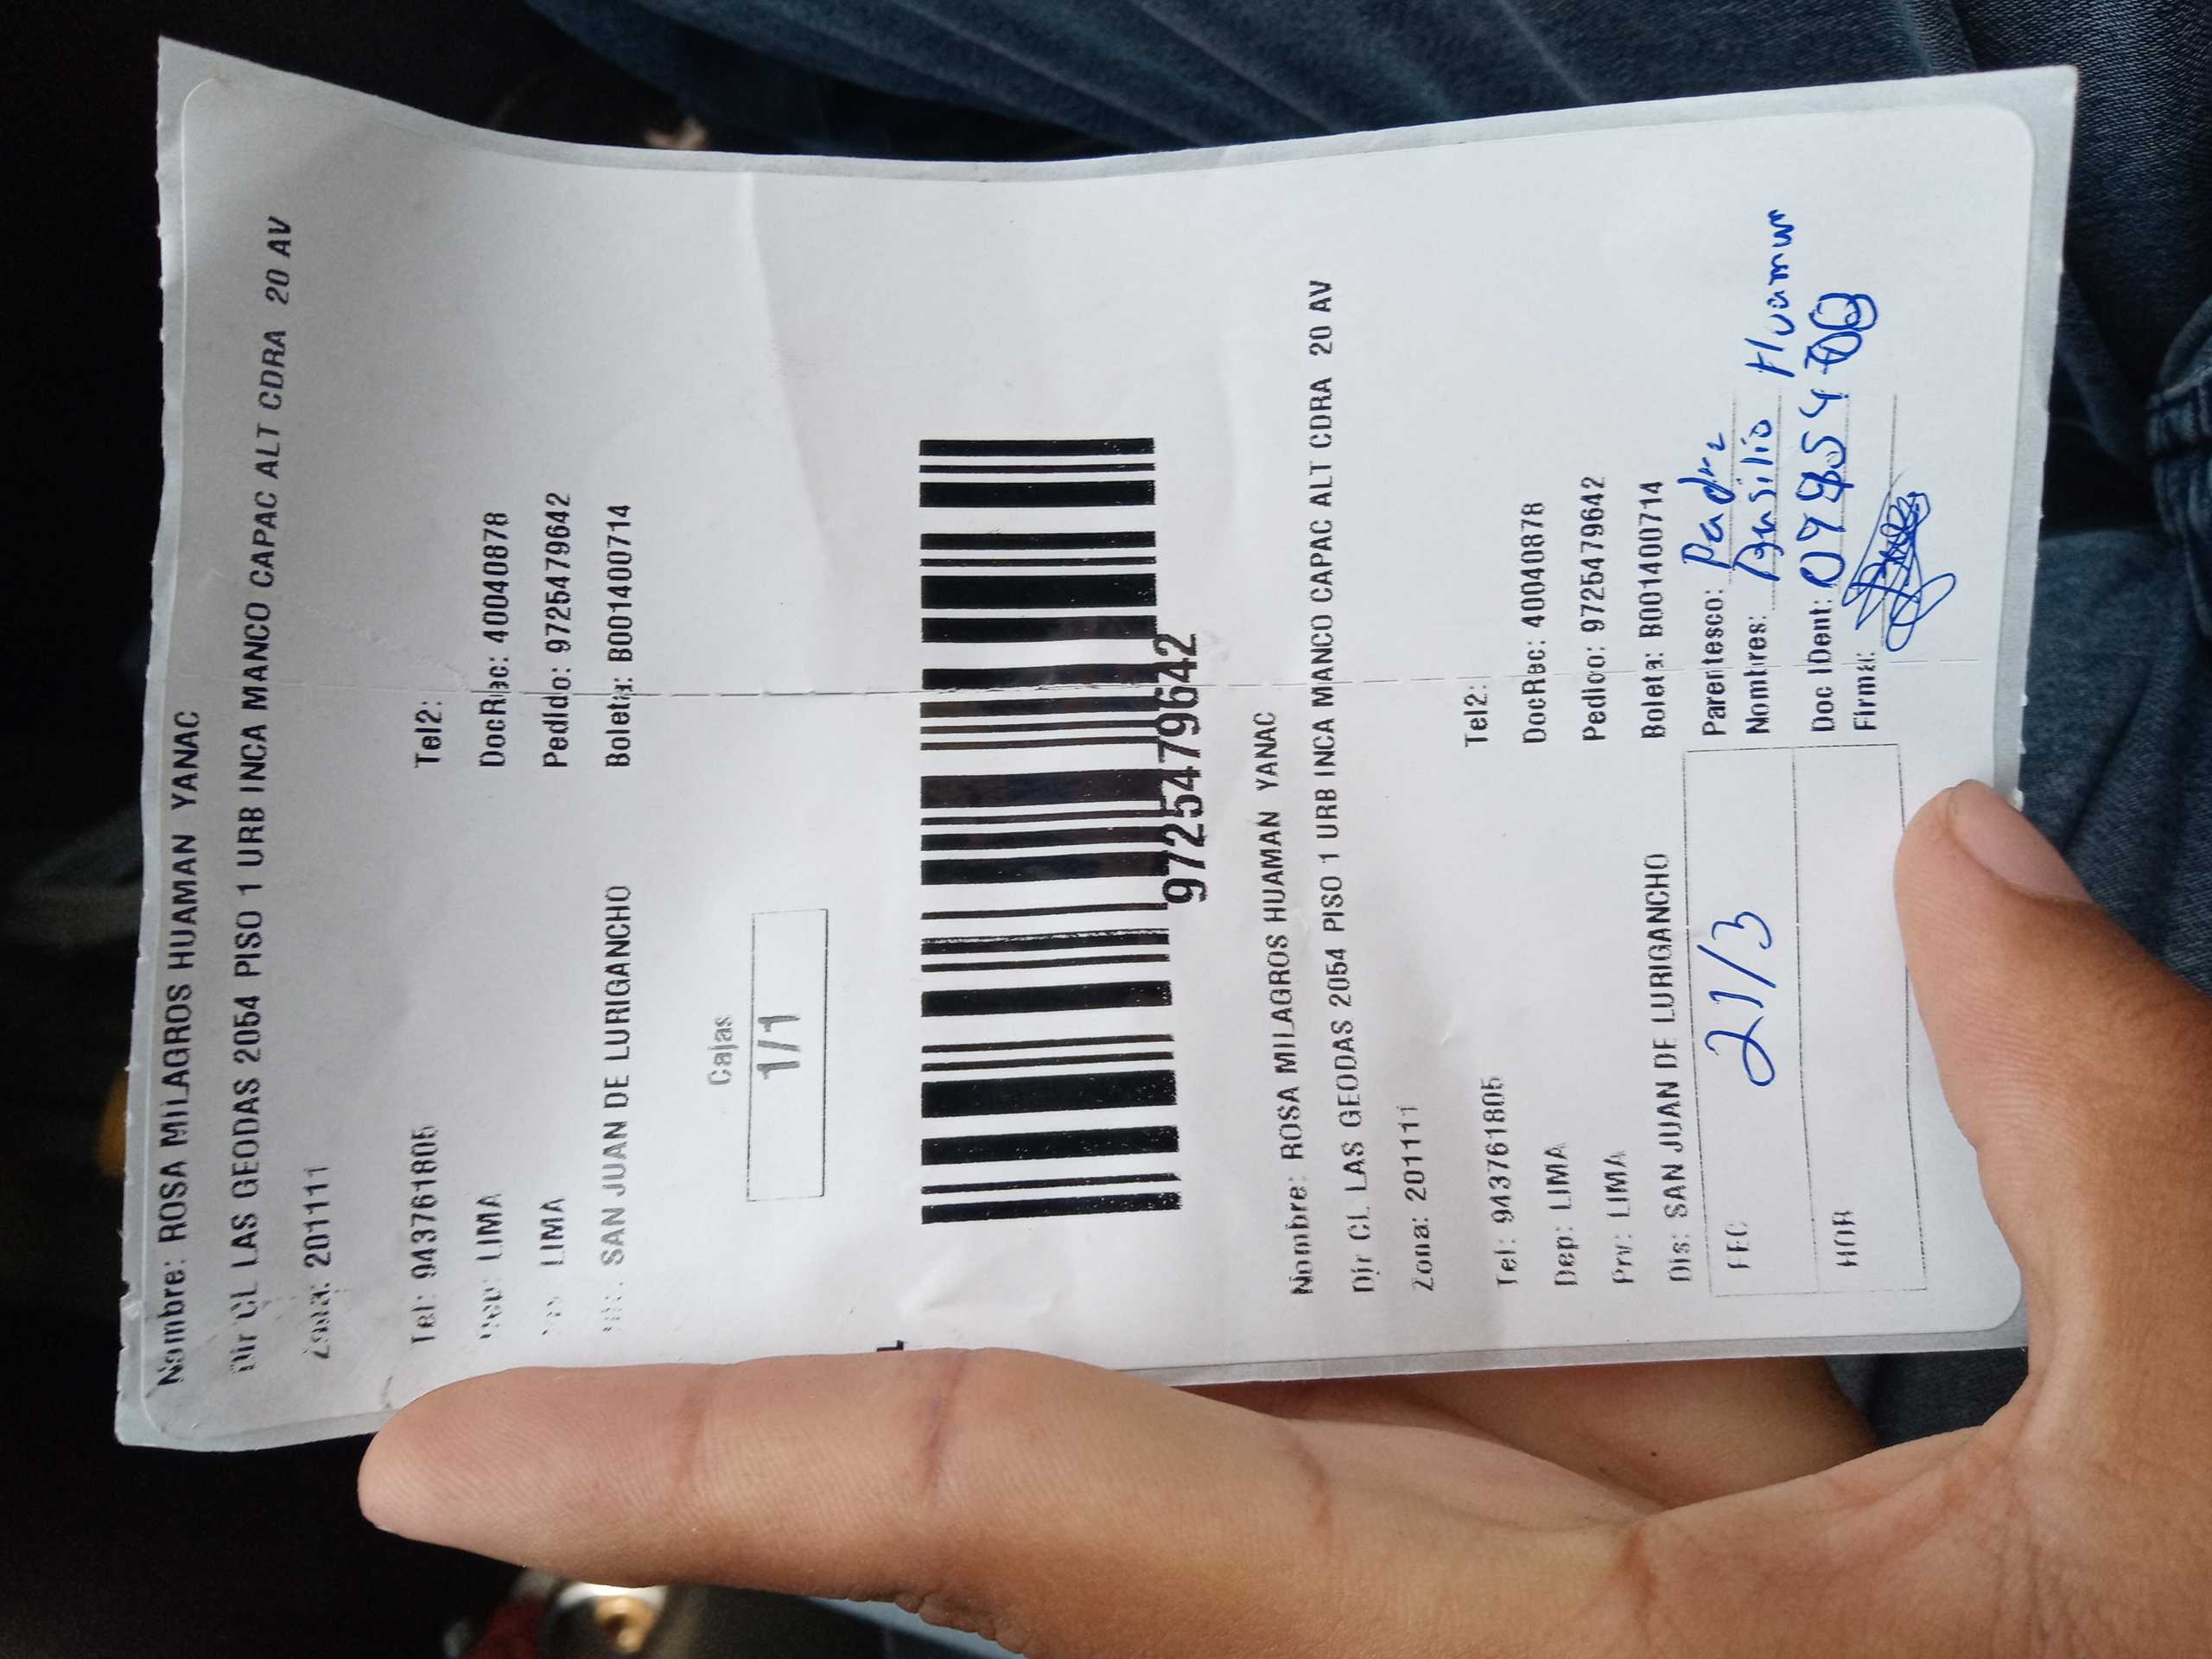 Nombre: ROSA MILAGROS HUAMAN YANAC
Dir CL LAS GEODAS 2054 PISO 1 URB INCA MANCO CAPAC ALT CDRA 20 AV
Zona: 201111
Tel: 943761805 Tel2:
Dep: LIMA DocRec: 40040878
LIMA Pedido: 9725479642
SAN JUAN DE LURIGANCHO Boleta: B001400714
Cajas
1/1
L
9725479642
Nombre: ROSA MILAGROS HUAMAN YANAC
Dir CL LAS GEODAS 2054 PISO 1 URB INCA MANCO CAPAC ALT CDRA 20 AV
Zona: 201111
Tel: 943761805 Tel2:
Dep: LIMA DocRec: 40040878
Prv: LIMA Pedido: 9725479642
Dis: SAN JUAN DE LURIGANCHO Boleta: B001400714
FEC 21/3 Parentesco: Padre
Nombres: Basilio Huaman
HOR Doc IDent:
Firma: